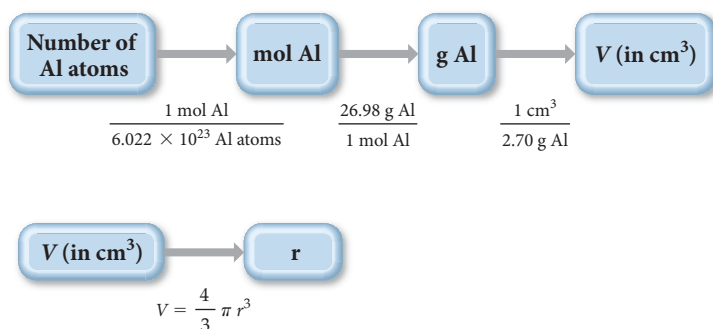 Number of
Al atoms
mol Al
g Al
V (in cm³)
1 mol Al
6.022 × 10²³ Al atoms
26.98 g Al
1 mol Al
1 cm³
2.70 g Al
V (in cm³)
r
V = 4/3 π r³